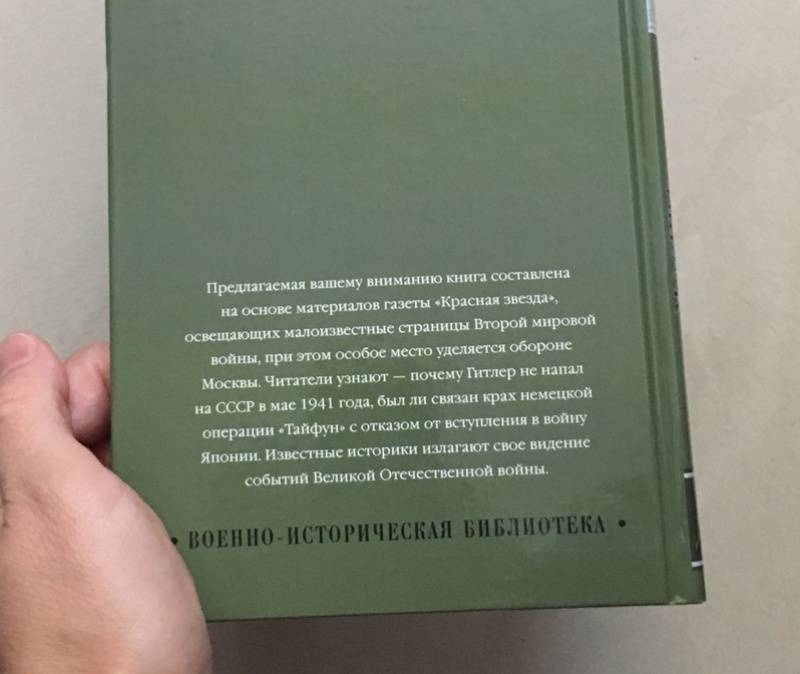 Предлагаемая вашему вниманию книга составлена
на основе материалов газеты «Красная звезда»,
освещающих малоизвестные страницы Второй мировой
войны, при этом особое место уделяется обороне
Москвы. Читатели узнают — почему Гитлер не напал
на СССР в мае 1941 года, был ли связан крах немецкой
операции «Тайфун» с отказом от вступления в войну
Японии. Известные историки излагают свое видение
событий Великой Отечественной войны.
• ВОЕННО-ИСТОРИЧЕСКАЯ БИБЛИОТЕКА •